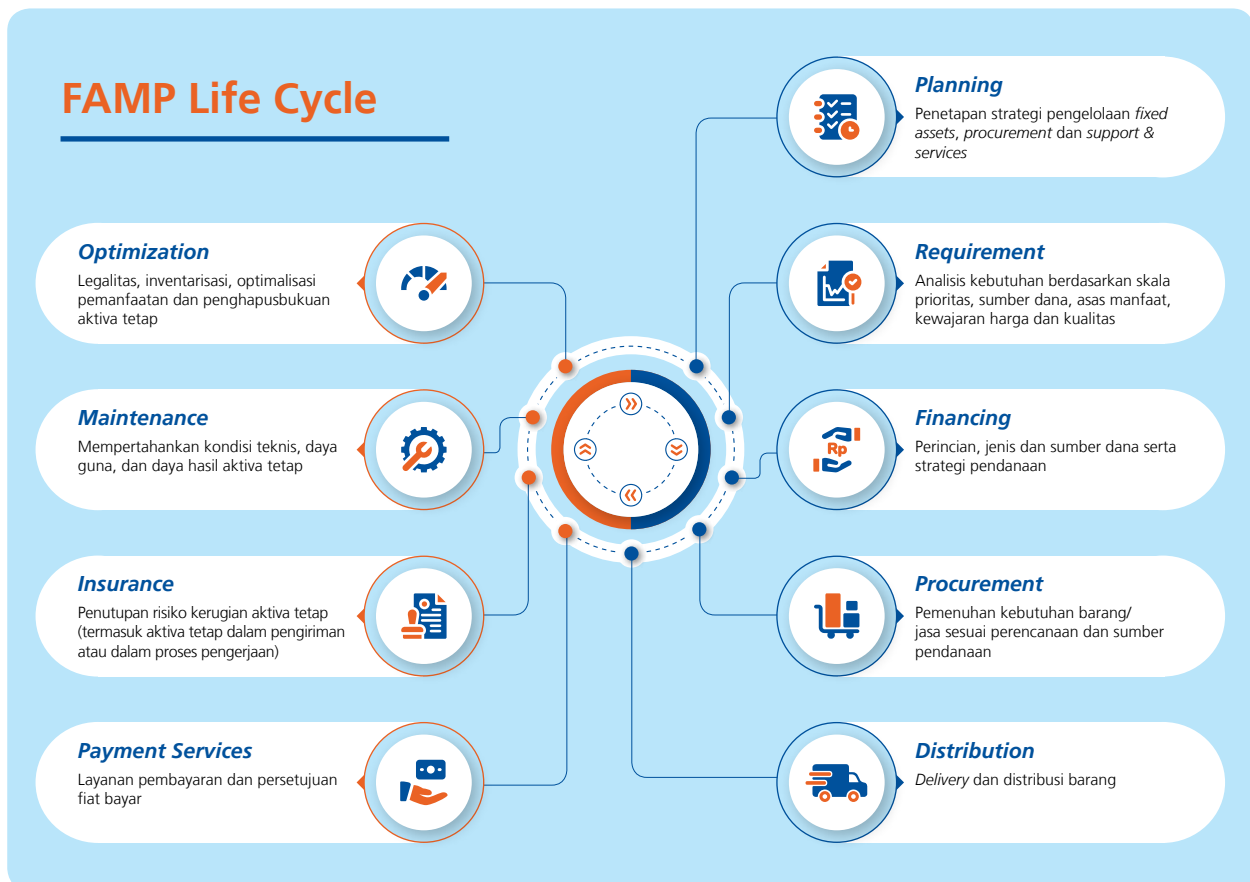 FAMP Life Cycle
Planning
Penetapan strategi pengelolaan fixed
assets, procurement dan support &
services
Requirement
Analisis kebutuhan berdasarkan skala
prioritas, sumber dana, asas manfaat,
kewajaran harga dan kualitas
Financing
Perincian, jenis dan sumber dana serta
strategi pendanaan
Rp
Procurement
Pemenuhan kebutuhan barang/
jasa sesuai perencanaan dan sumber
pendanaan
Distribution
Delivery dan distribusi barang
Payment Services
Layanan pembayaran dan persetujuan
fiat bayar
Insurance
Penutupan risiko kerugian aktiva tetap
(termasuk aktiva tetap dalam pengiriman
atau dalam proses pengerjaan)
Maintenance
Mempertahankan kondisi teknis, daya
guna, dan daya hasil aktiva tetap
Optimization
Legalitas, inventarisasi, optimalisasi
pemanfaatan dan penghapusbukuan
aktiva tetap